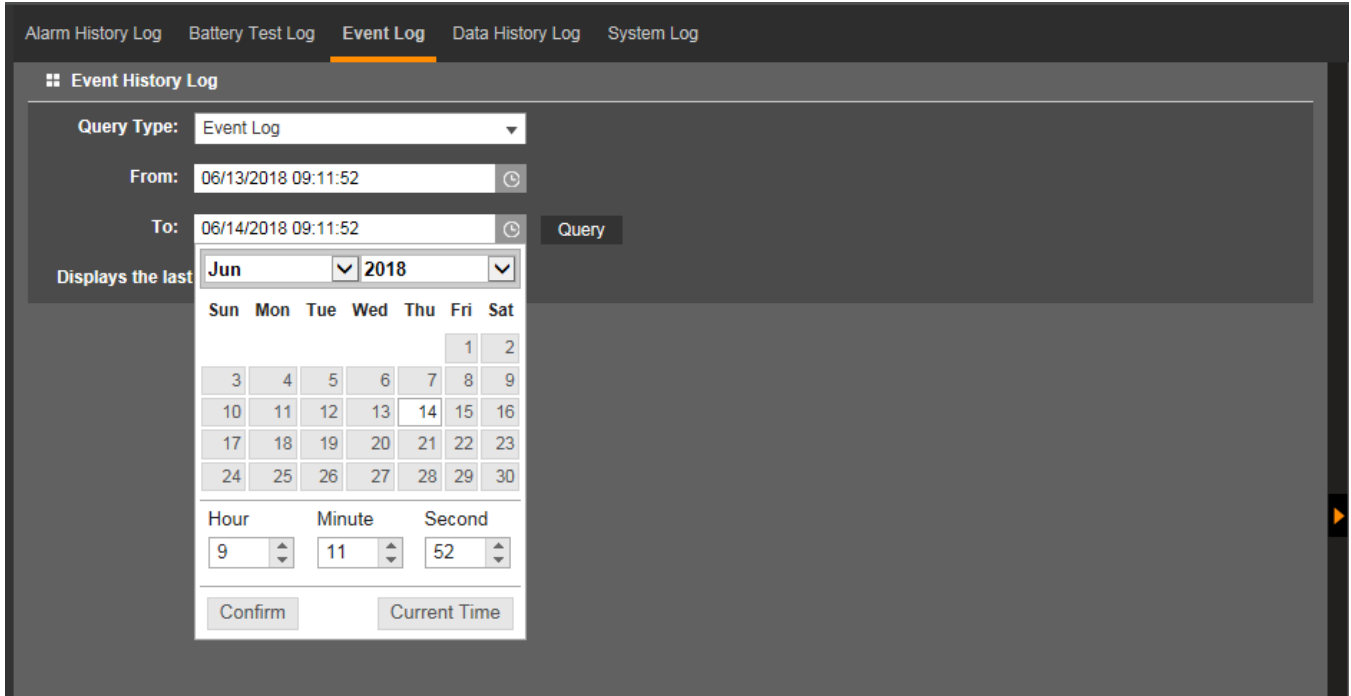 Alarm History Log Battery Test Log Event Log Data History Log System Log
Event History Log
Query Type: Event Log
From: 06/13/2018 09:11:52
To: 06/14/2018 09:11:52 Query
Displays the last
Jun 2018
Sun Mon Tue Wed Thu Fri Sat
1 2
3 4 5 6 7 8 9
10 11 12 13 14 15 16
17 18 19 20 21 22 23
24 25 26 27 28 29 30
Hour Minute Second
9 11 52
Confirm Current Time